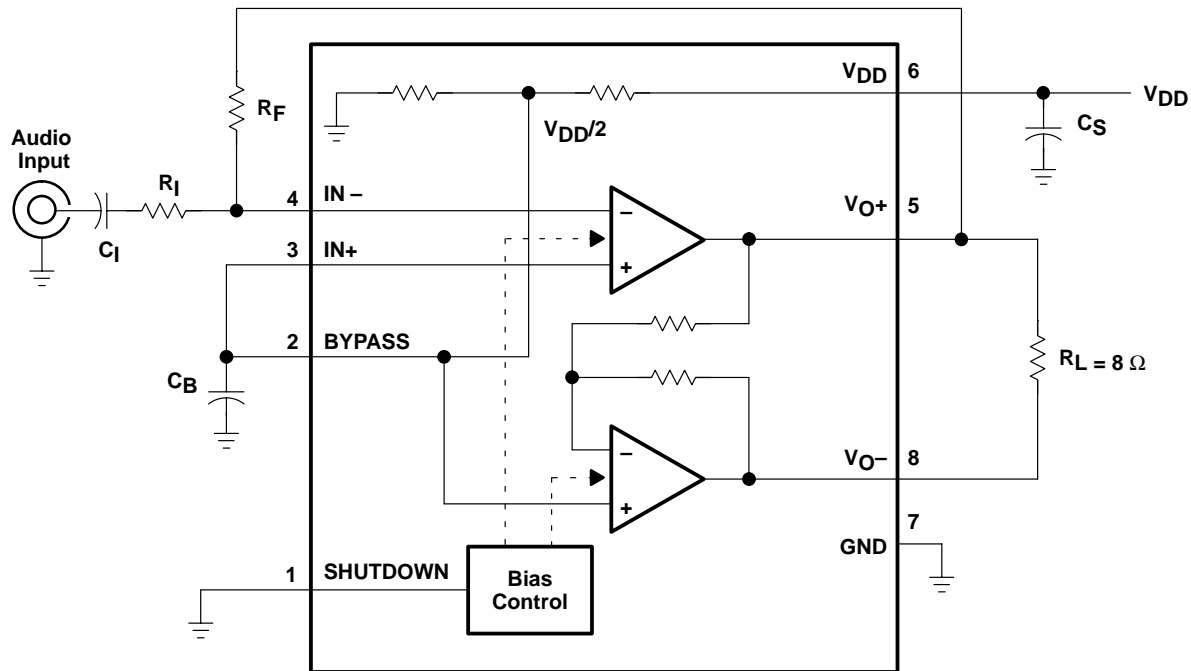 VDD 6
VDD
RF
VDD/2
CS
Audio
Input
RI
CI
4 IN –
VO+ 5
3 IN+
2 BYPASS
CB
RL = 8 Ω
VO– 8
7
GND
1 SHUTDOWN
Bias
Control
–
+
–
+